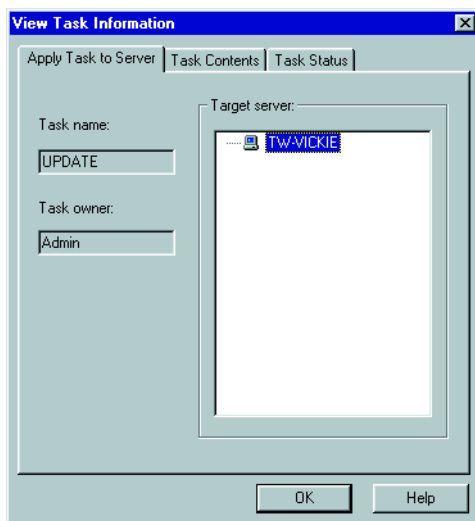 View Task Information
Apply Task to Server
Task Contents
Task Status
Task name:
UPDATE
Task owner:
Admin
Target server:
TW-VICKIE
OK
Help